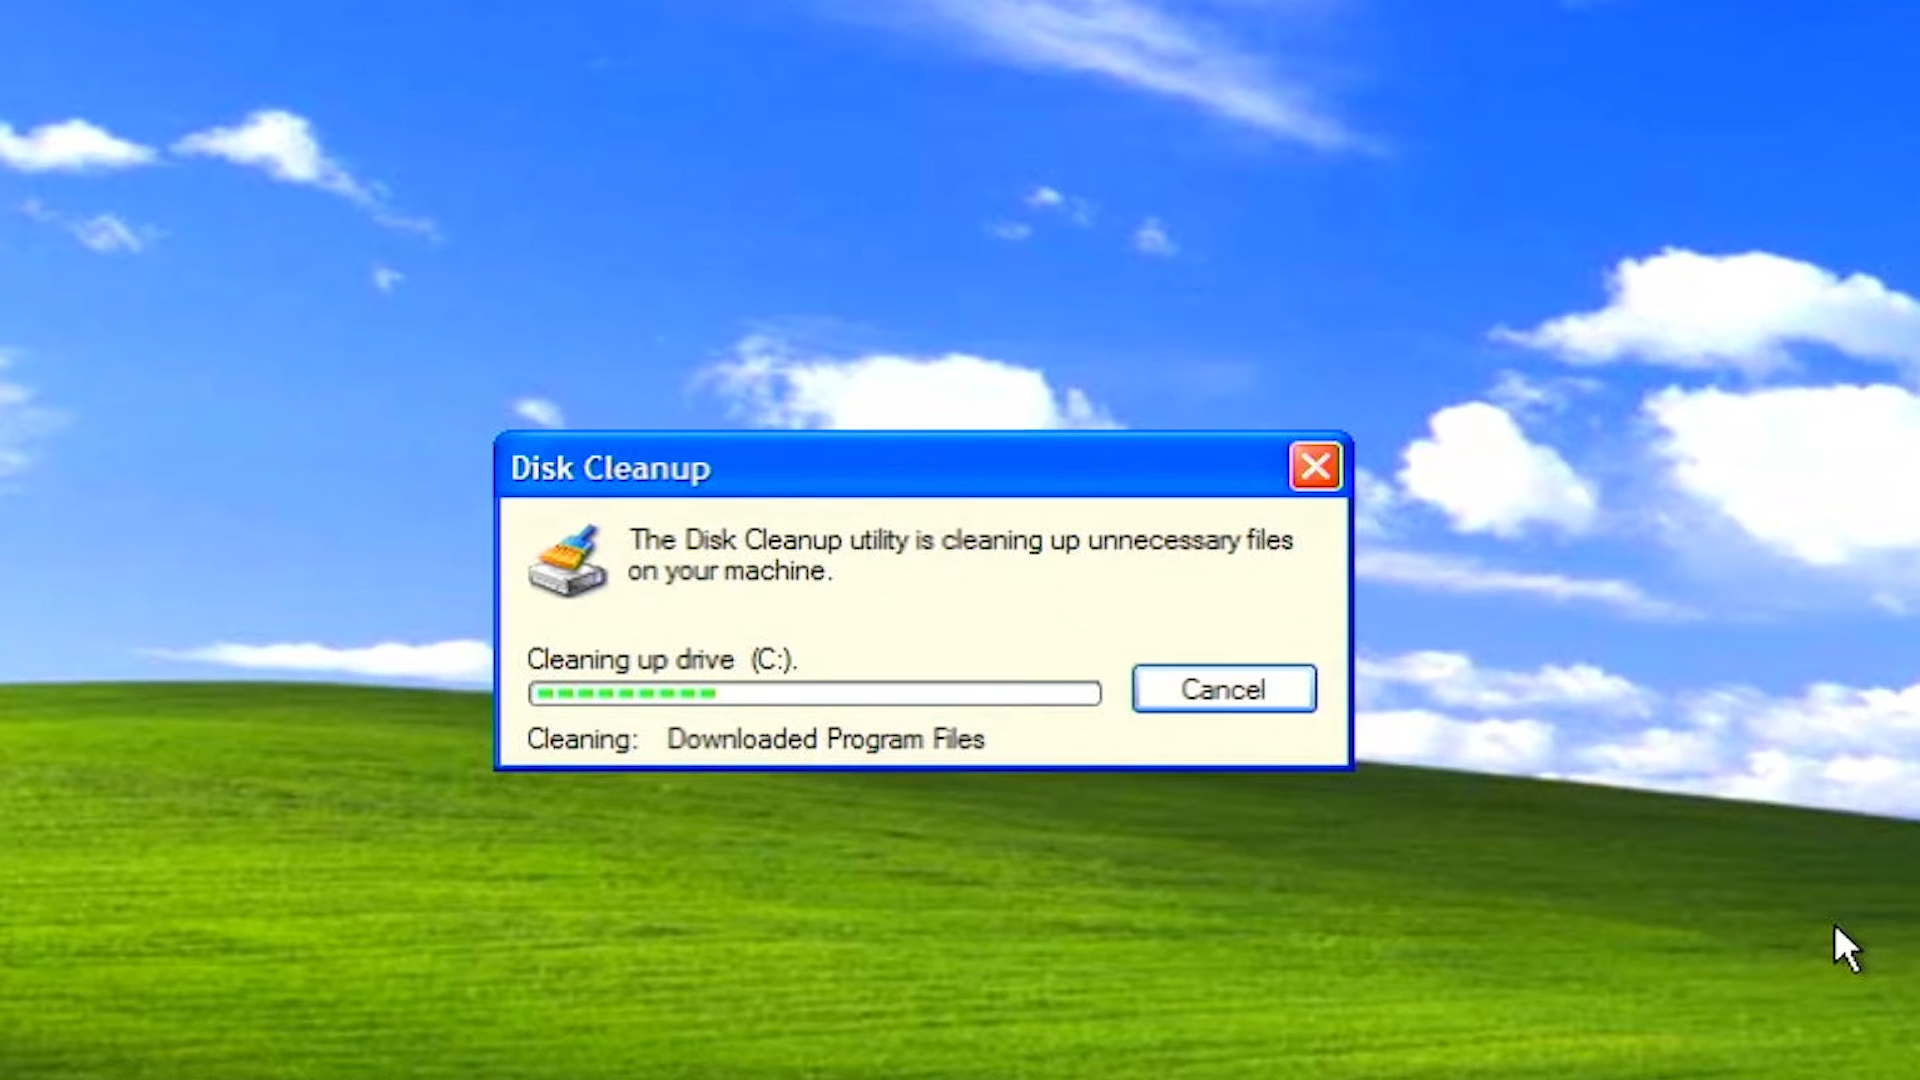 Disk Cleanup
The Disk Cleanup utility is cleaning up unnecessary files
on your machine.
Cleaning up drive (C:).
Cancel
Cleaning: Downloaded Program Files